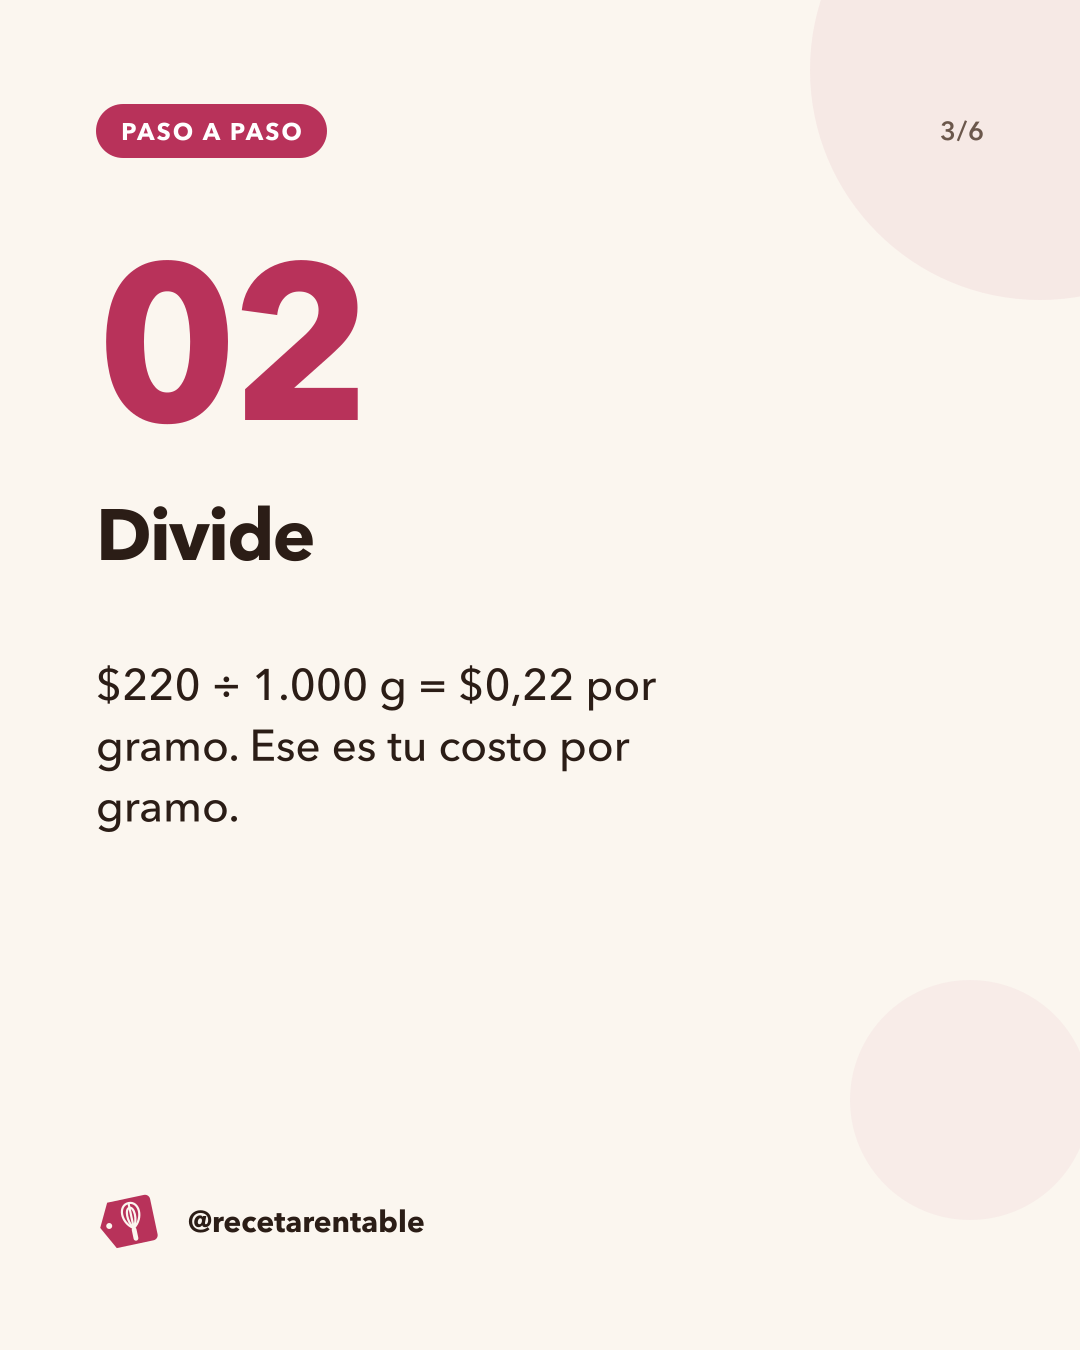 PASO A PASO
3/6
02
Divide
$220 ÷ 1.000 g = $0,22 por
gramo. Ese es tu costo por
gramo.
@recetarentable